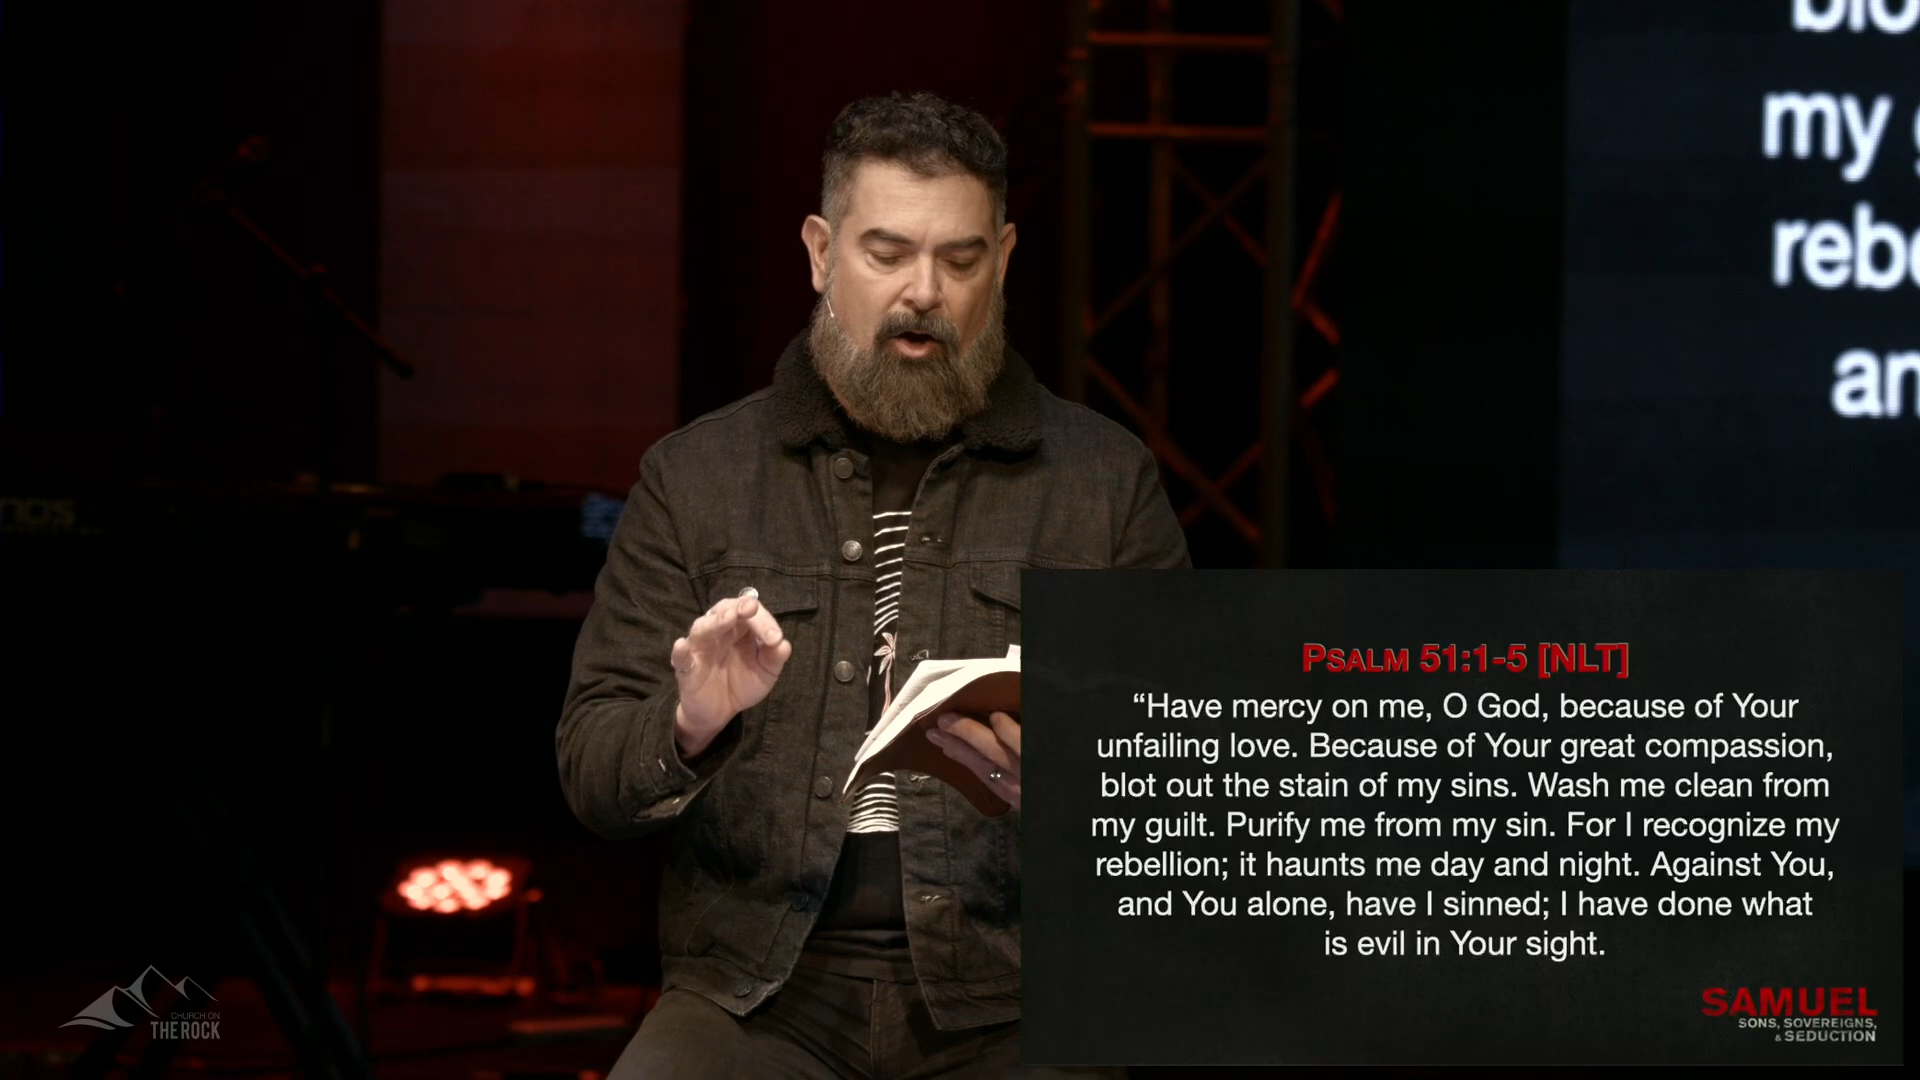 my
PSALM 51:1-5 [NLT]
“Have mercy on me, O God, because of Your
unfailing love. Because of Your great compassion,
blot out the stain of my sins. Wash me clean from
my guilt. Purify me from my sin. For I recognize my
rebellion; it haunts me day and night. Against You,
and You alone, have I sinned; I have done what
is evil in Your sight.
SAMUEL
SONS, SOVEREIGNS,
& SEDUCTION
CHURCH ON
THE ROCK